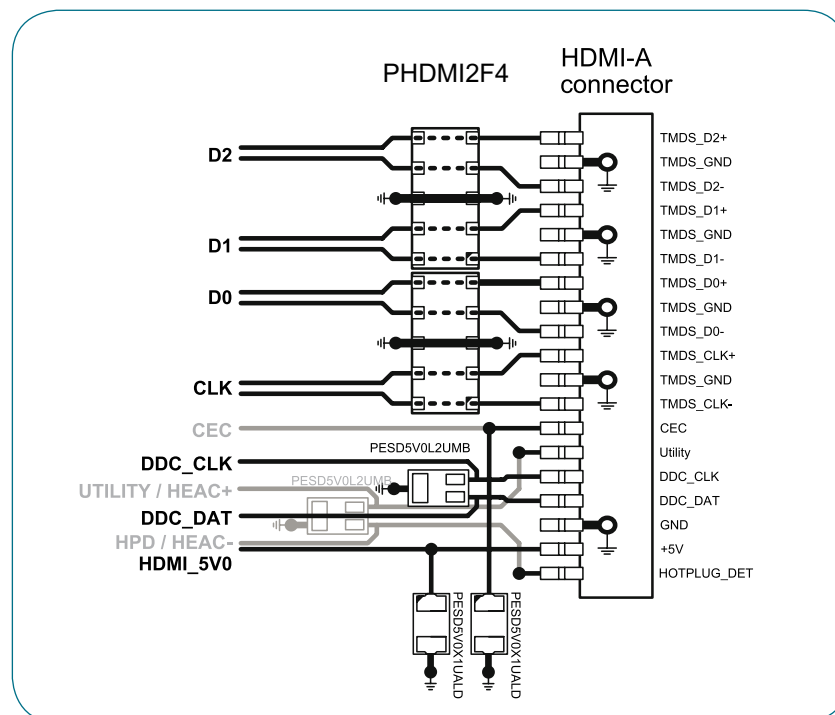 PHDMI2F4
HDMI-A
connector
D2
D1
D0
CLK
CEC
DDC_CLK
UTILITY / HEAC+
DDC_DAT
HPD / HEAC-
HDMI_5V0
PESD5V0L2UMB
PESD5V0L2UMB
TMDS_D2+
TMDS_GND
TMDS_D2-
TMDS_D1+
TMDS_GND
TMDS_D1-
TMDS_D0+
TMDS_GND
TMDS_D0-
TMDS_CLK+
TMDS_GND
TMDS_CLK-
CEC
Utility
DDC_CLK
DDC_DAT
GND
+5V
HOTPLUG_DET
PESD5V0X1UALD
PESD5V0X1UALD